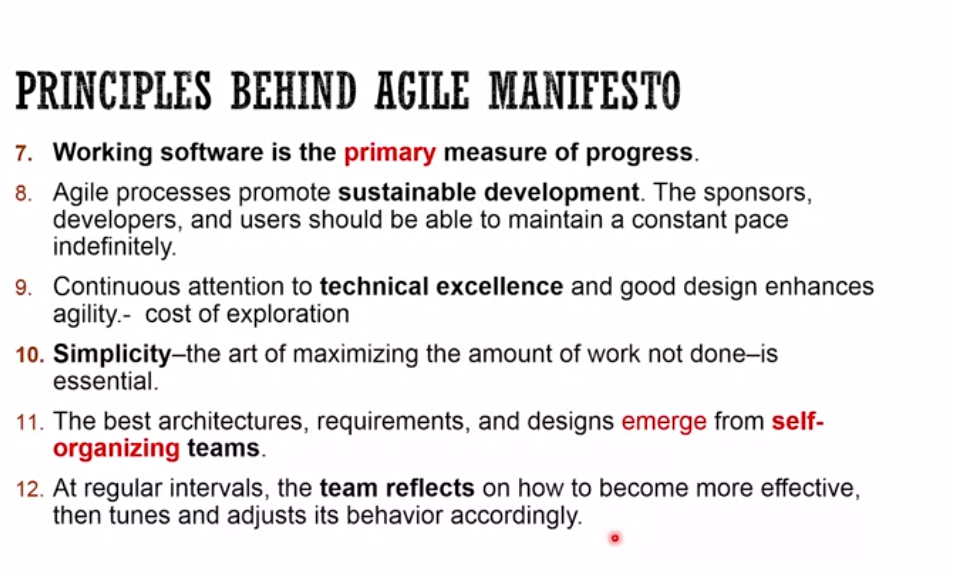 PRINCIPLES BEHIND AGILE MANIFESTO
7. Working software is the primary measure of progress.
8. Agile processes promote sustainable development. The sponsors,
developers, and users should be able to maintain a constant pace
indefinitely.
9. Continuous attention to technical excellence and good design enhances
agility.- cost of exploration
10. Simplicity–the art of maximizing the amount of work not done–is
essential.
11. The best architectures, requirements, and designs emerge from self-
organizing teams.
12. At regular intervals, the team reflects on how to become more effective,
then tunes and adjusts its behavior accordingly.